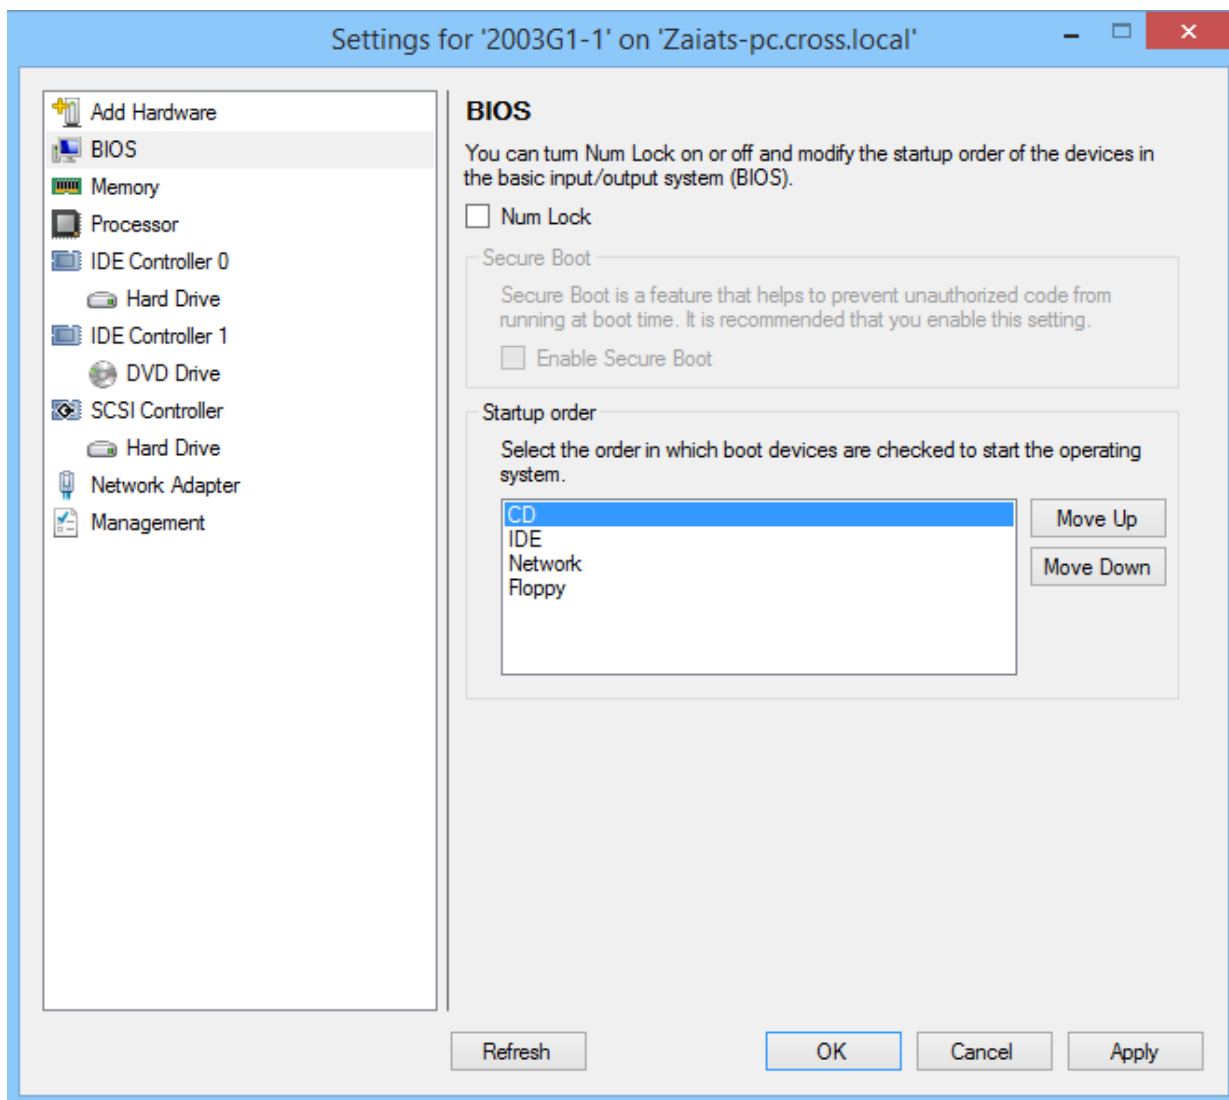 Settings for '2003G1-1' on 'Zaiats-pc.cross.local'
Add Hardware
BIOS
Memory
Processor
IDE Controller 0
Hard Drive
IDE Controller 1
DVD Drive
SCSI Controller
Hard Drive
Network Adapter
Management
BIOS
You can turn Num Lock on or off and modify the startup order of the devices in
the basic input/output system (BIOS).
Num Lock
Secure Boot
Secure Boot is a feature that helps to prevent unauthorized code from
running at boot time. It is recommended that you enable this setting.
Enable Secure Boot
Startup order
Select the order in which boot devices are checked to start the operating
system.
CD
IDE
Network
Floppy
Move Up
Move Down
Refresh
OK
Cancel
Apply